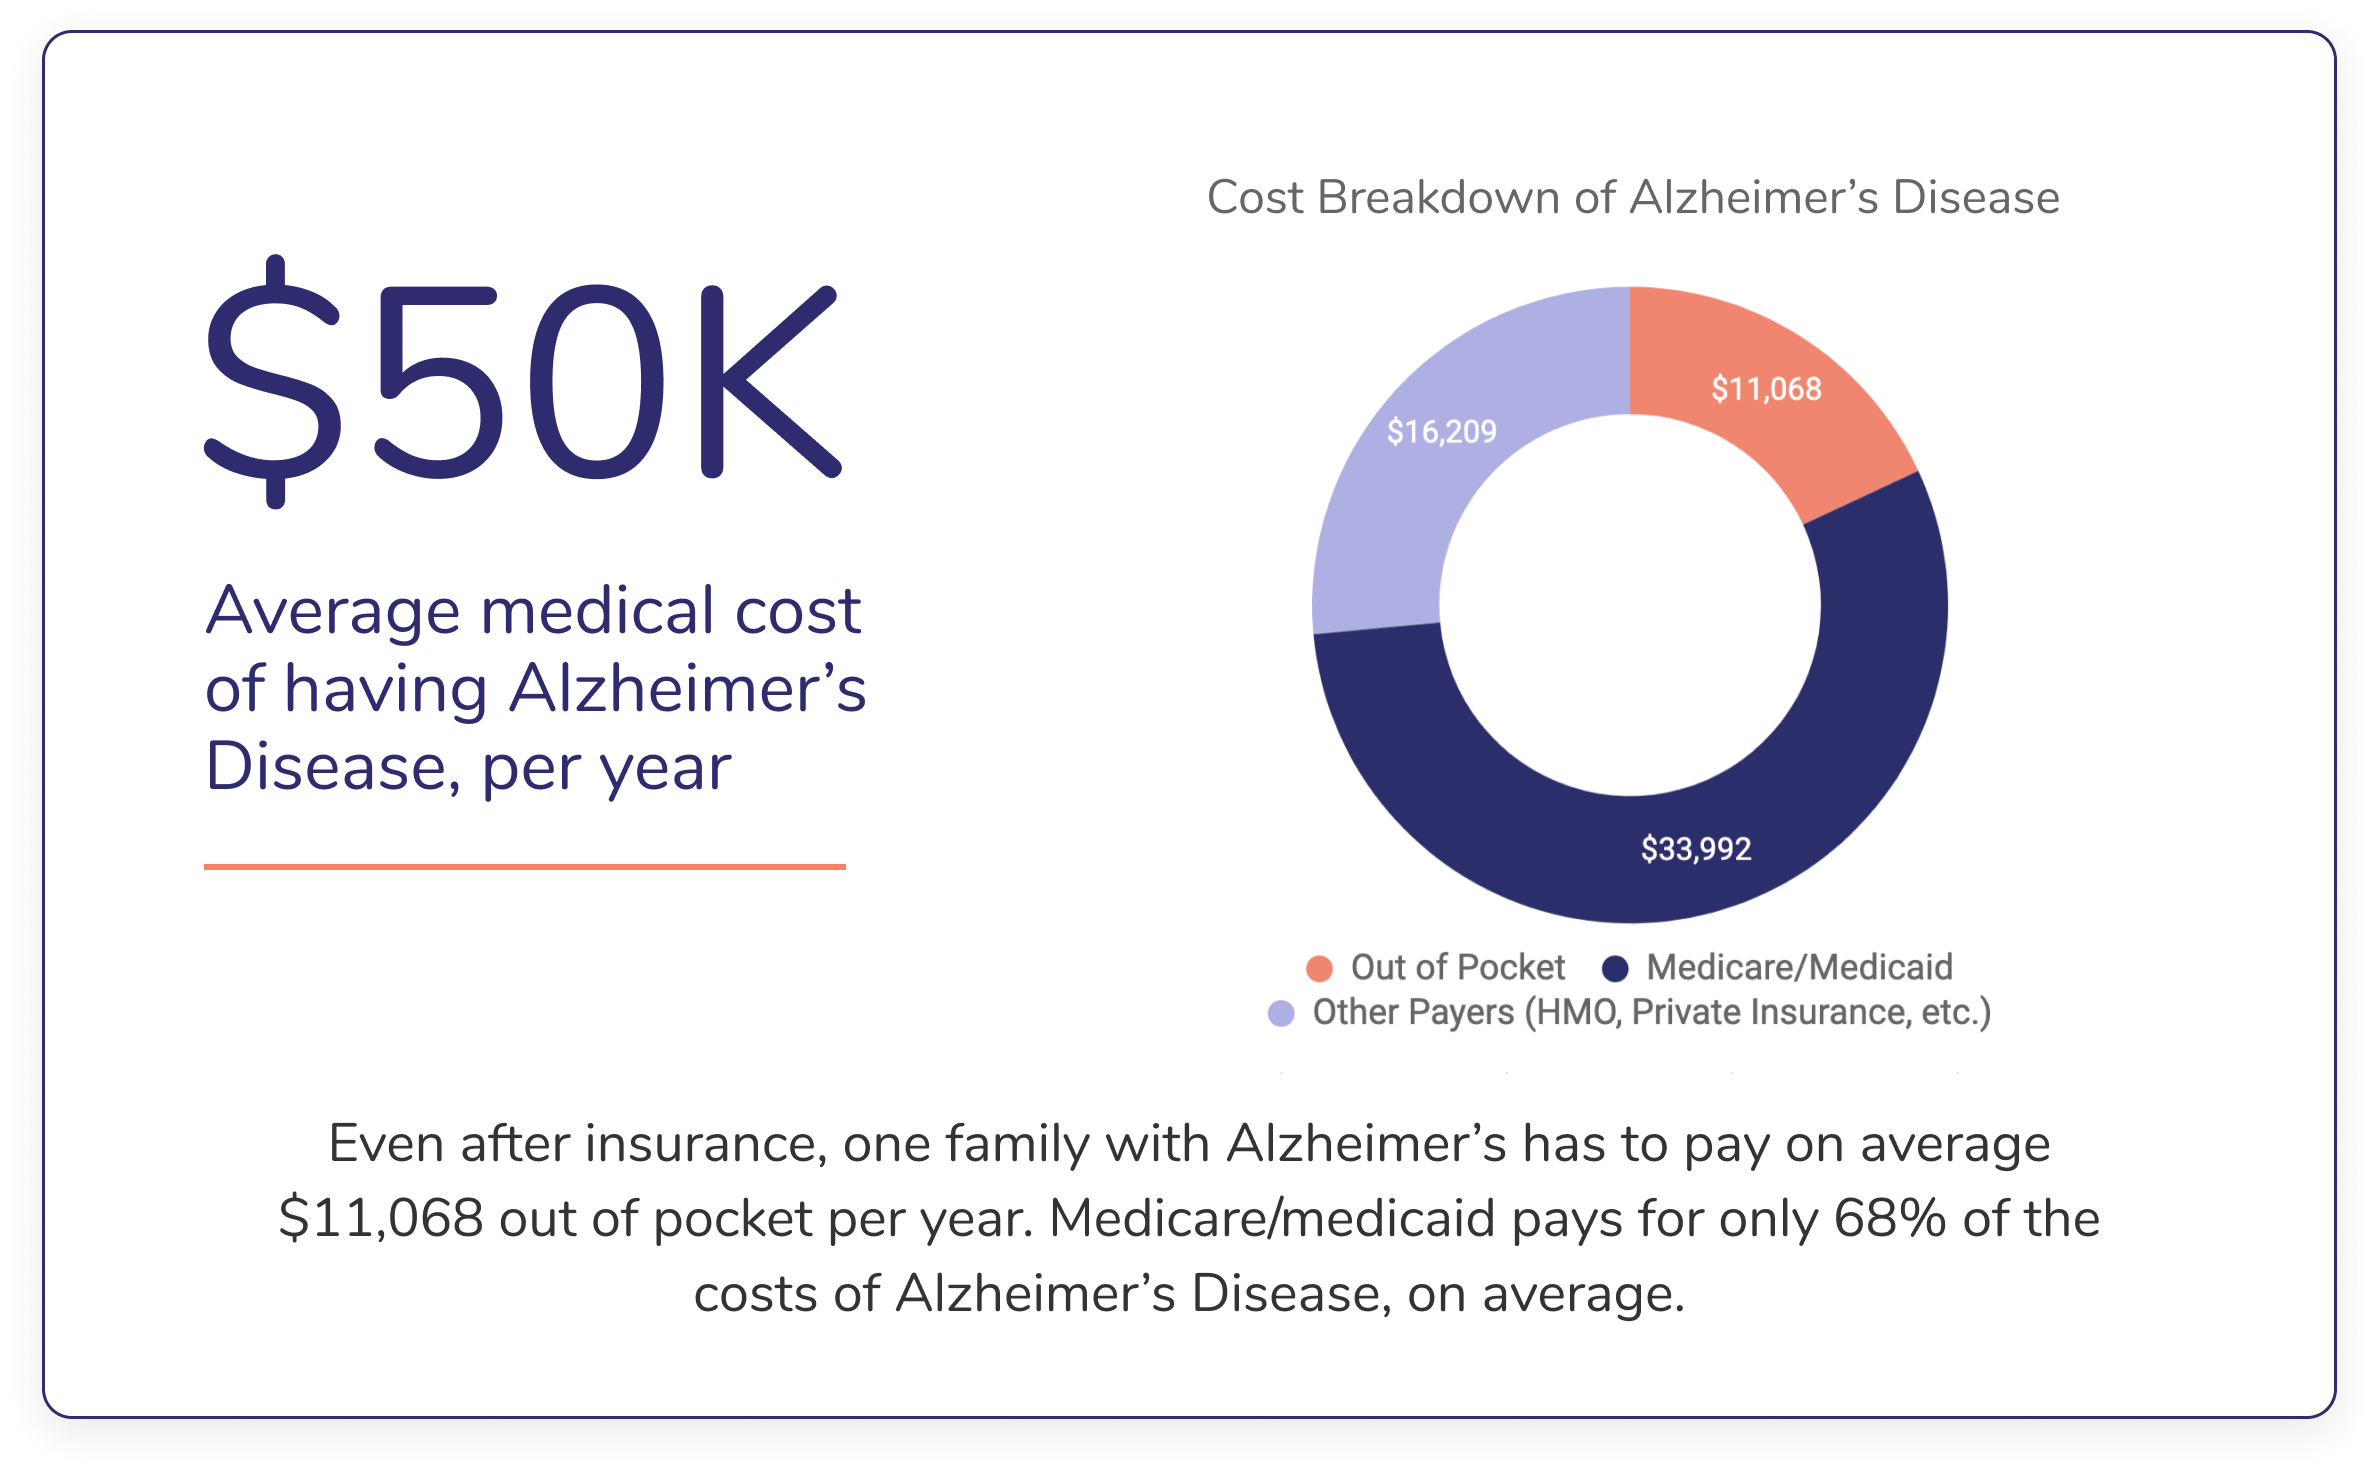 $50K
Average medical cost
of having Alzheimer’s
Disease, per year
Cost Breakdown of Alzheimer’s Disease
$11,068
$16,209
$33,992
Out of Pocket
Medicare/Medicaid
Other Payers (HMO, Private Insurance, etc.)
Even after insurance, one family with Alzheimer’s has to pay on average
$11,068 out of pocket per year. Medicare/medicaid pays for only 68% of the
costs of Alzheimer’s Disease, on average.